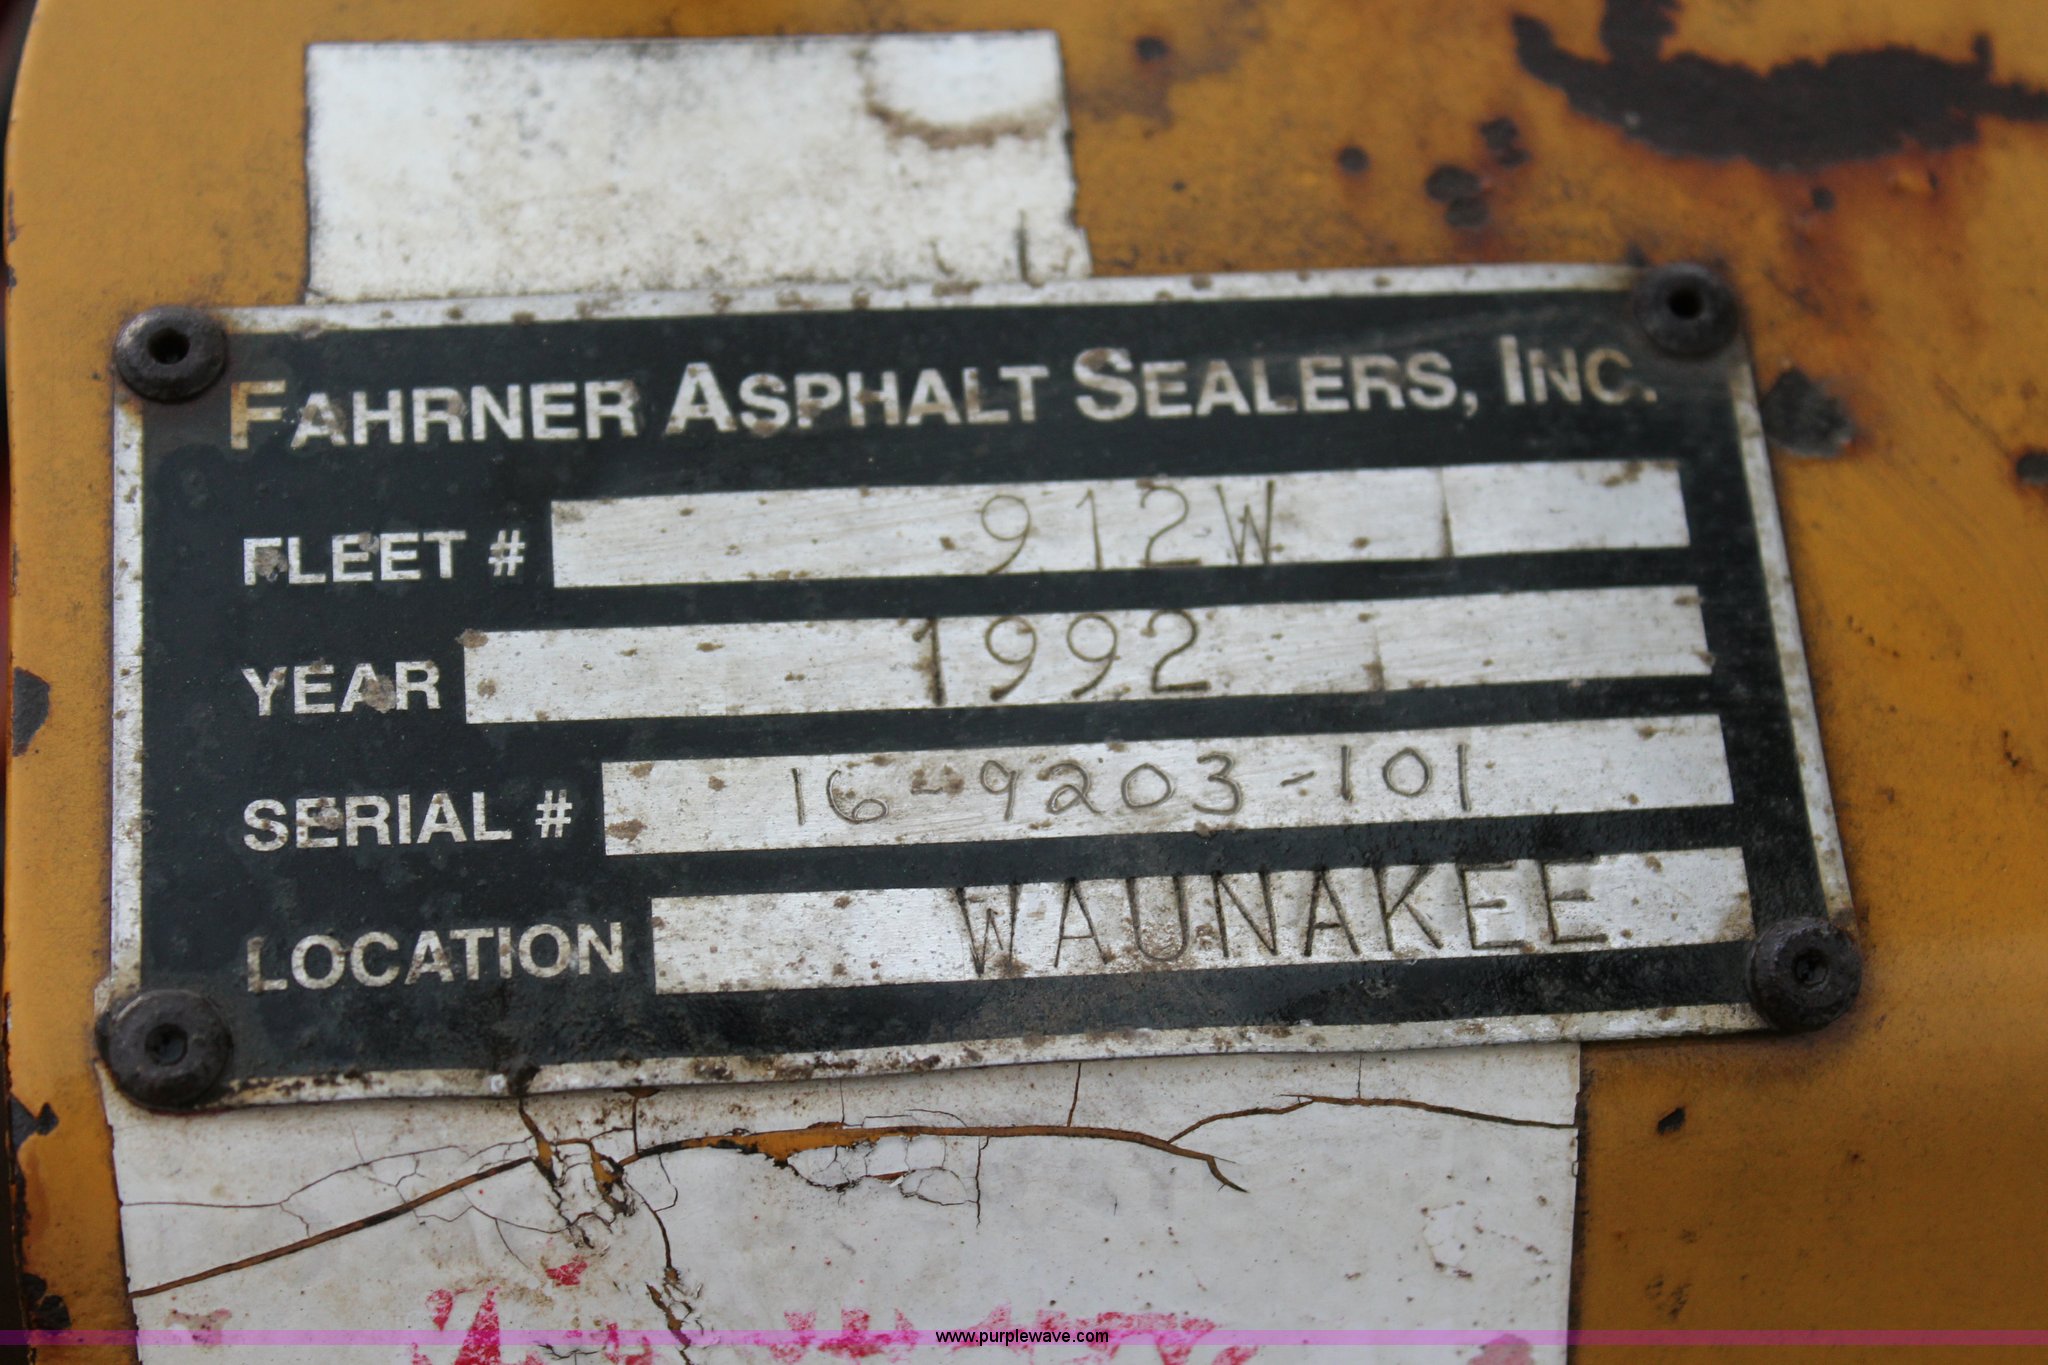 FAHRNER ASPHALT SEALERS, INC.
FLEET # 912W
YEAR 1992
SERIAL # 16-9203-101
LOCATION WAUNAKEE
www.purplewave.com